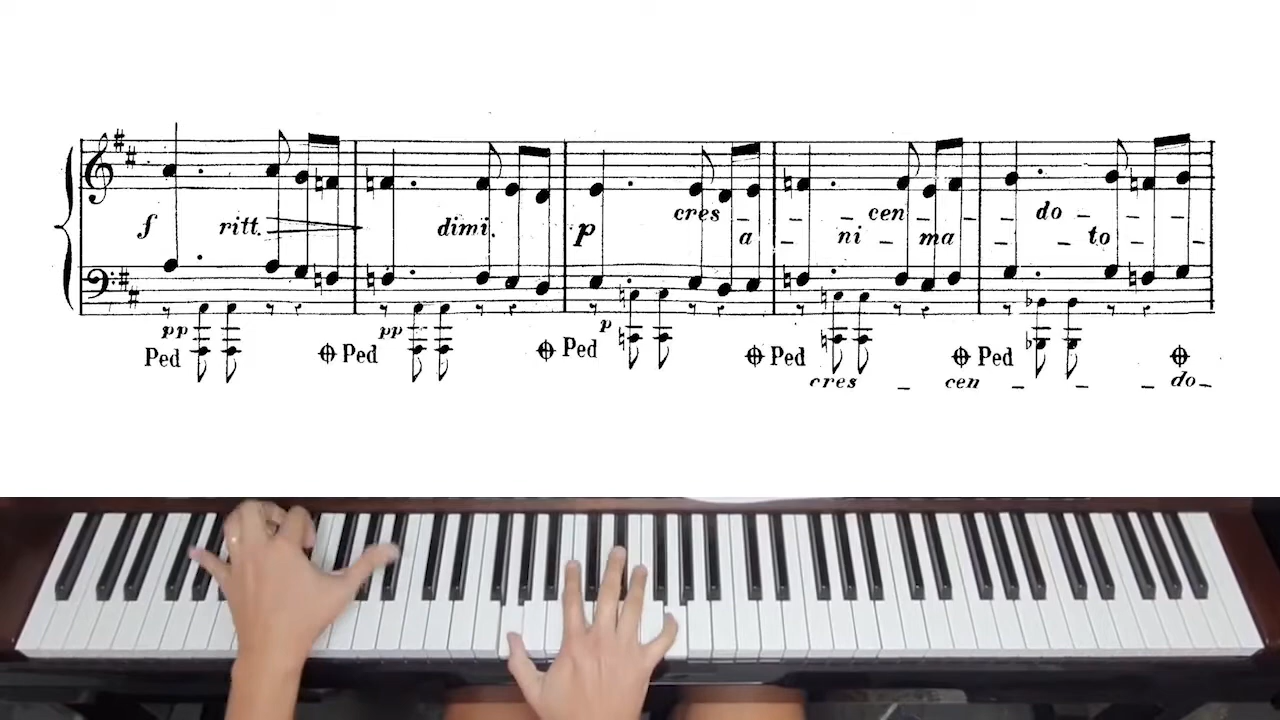 cres _ _ _ cen _ _ _ do _ _ _ _
f ritt. dimi. p a _ ni _ ma _ _ to _ _
pp pp p
Ped Ped Ped Ped Ped
cres _ cen _ _ _ do _